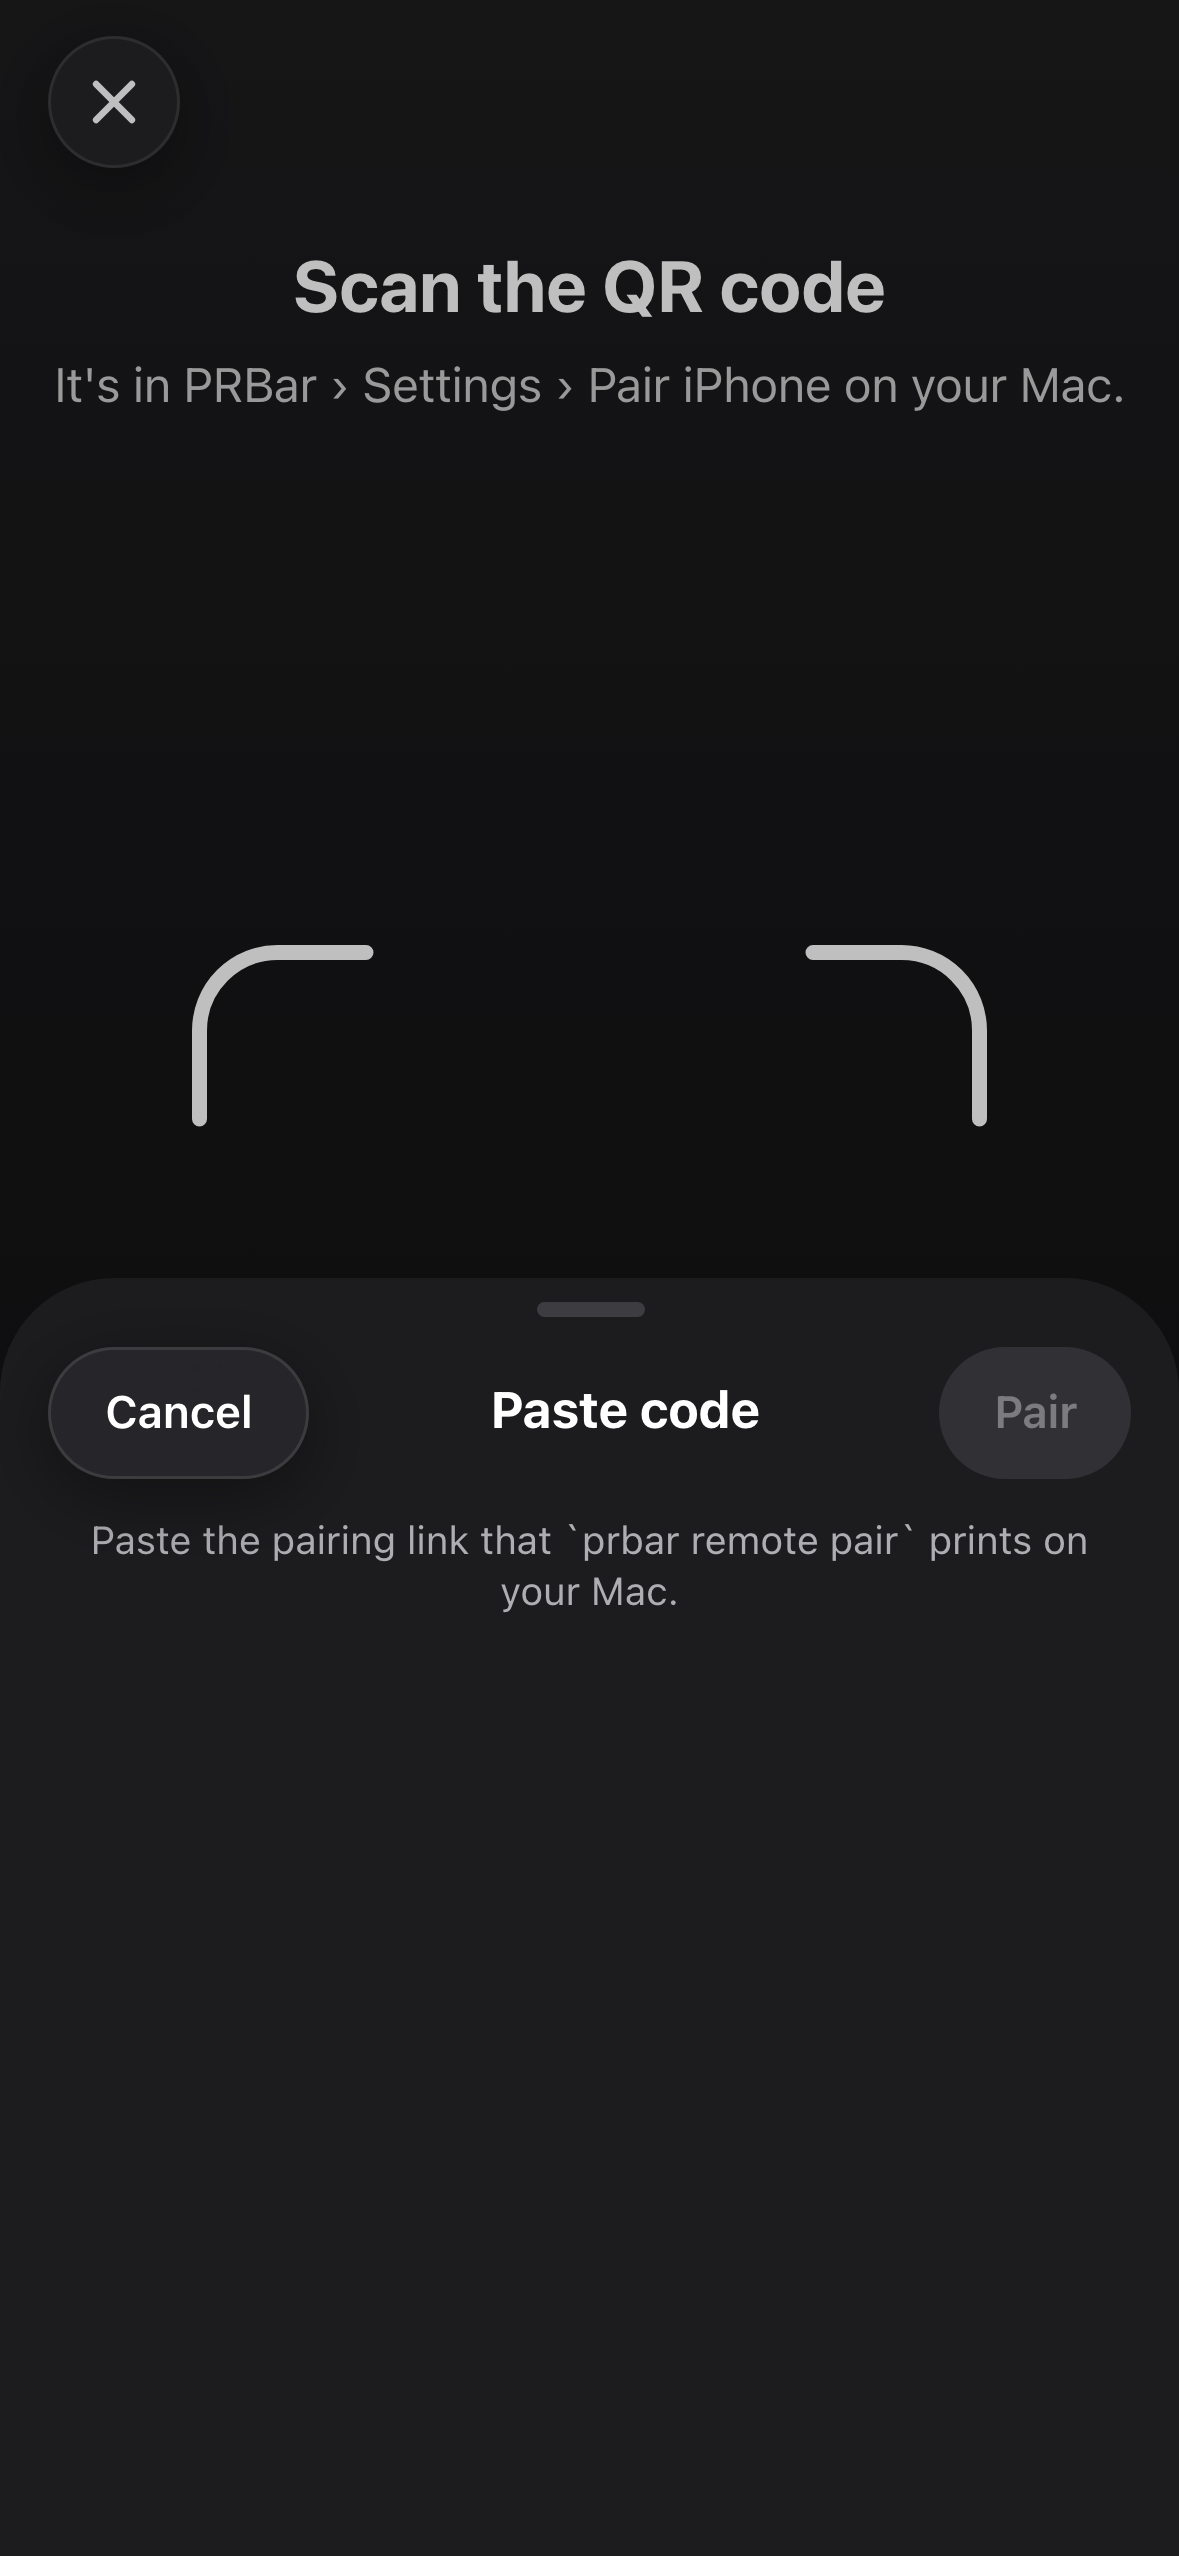 Scan the QR code
It's in PRBar › Settings › Pair iPhone on your Mac.
Cancel
Paste code
Pair
Paste the pairing link that `prbar remote pair` prints on
your Mac.